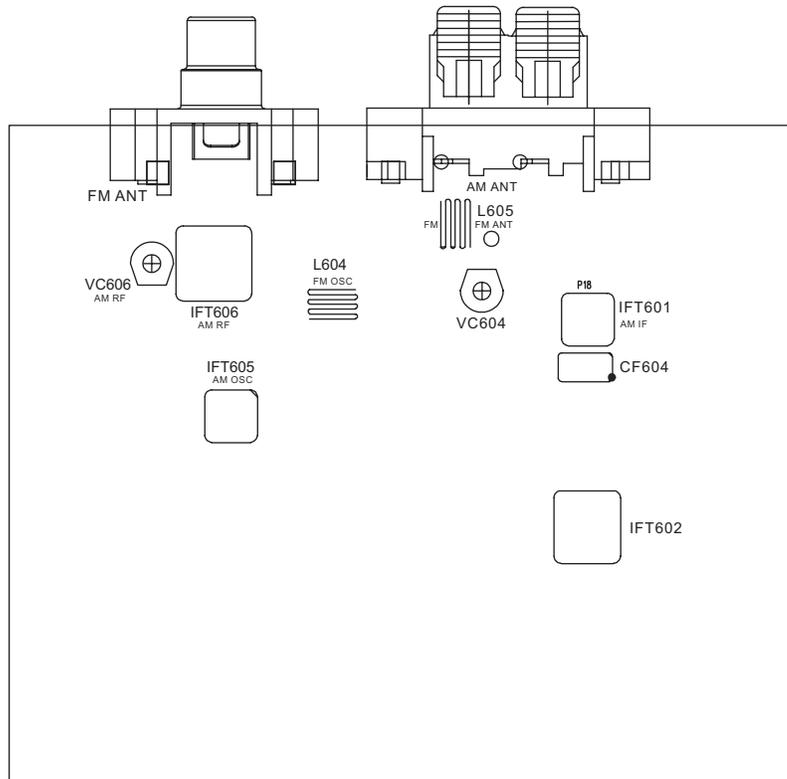 FM ANT
AM ANT
FM
L605
FM ANT
VC606
AM RF
IFT606
AM RF
L604
FM OSC
VC604
P18
IFT601
AM IF
IFT605
AM OSC
CF604
IFT602